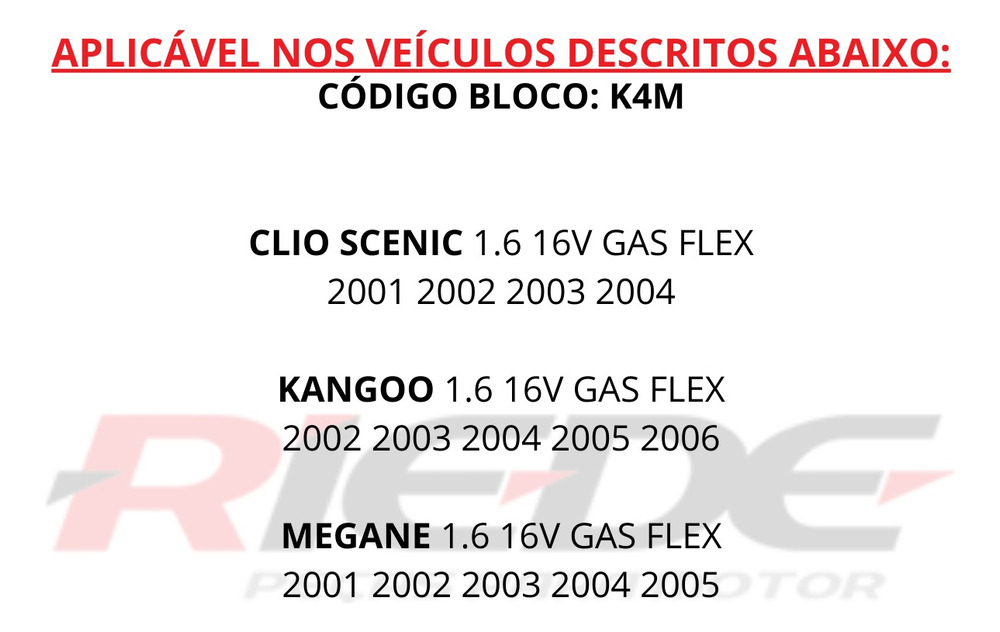 APLICÁVEL NOS VEÍCULOS DESCRITOS ABAIXO:
CÓDIGO BLOCO: K4M
CLIO SCENIC 1.6 16V GAS FLEX
2001 2002 2003 2004
KANGOO 1.6 16V GAS FLEX
2002 2003 2004 2005 2006
RIEDE
MEGANE 1.6 16V GAS FLEX
2001 2002 2003 2004 2005